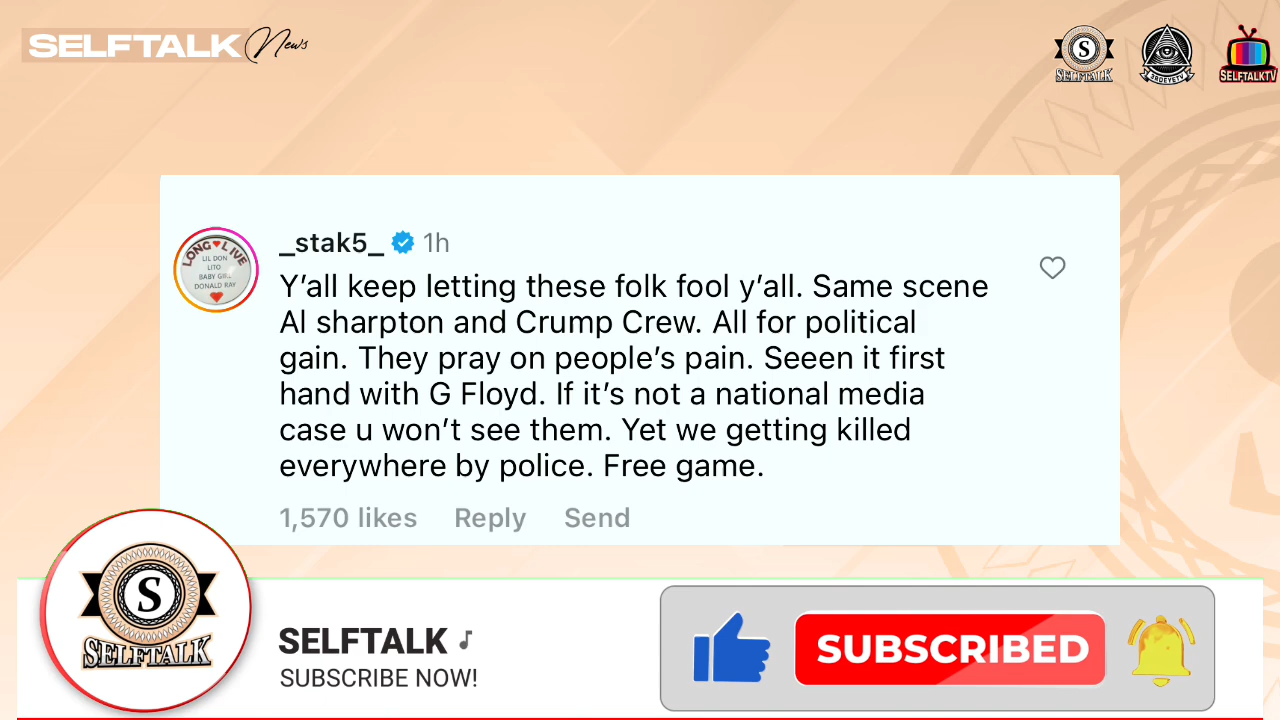 SELFTALK News
S
SELFTALK
SELFTALKTV
LONG LIVE
LIL DON
LITO
BABY GIRL
DONALD RAY
_stak5_ 1h
Y’all keep letting these folk fool y’all. Same scene
Al sharpton and Crump Crew. All for political
gain. They pray on people’s pain. Seeen it first
hand with G Floyd. If it’s not a national media
case u won’t see them. Yet we getting killed
everywhere by police. Free game.
1,570 likes Reply Send
S
SELFTALK
SELFTALK
SUBSCRIBE NOW!
SUBSCRIBED